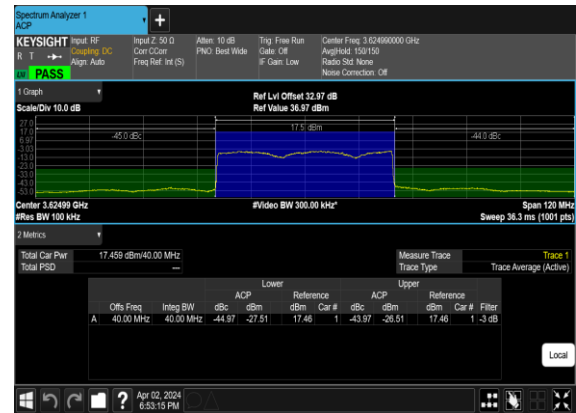 Spectrum Analyzer 1
ACP
KEYSIGHT Input: RF Input Z: 50 Ω Atten: 10 dB Trig: Free Run Center Freq: 3.624990000 GHz
R T Coupling: DC Corr CCorr PNO: Best Wide Gate: Off Avg|Hold: 150/150
Align: Auto Freq Ref: Int (S) IF Gain: Low Radio Std: None
PASS Noise Correction: Off
1 Graph Ref Lvl Offset 32.97 dB
Scale/Div 10.0 dB Ref Value 36.97 dBm
27.0
17.0
6.97
-3.03
-13.0
-23.0
-33.0
-43.0
-53.0
-45.0 dBc 17.5 dBm -44.0 dBc
Center 3.62499 GHz #Video BW 300.00 kHz* Span 120 MHz
#Res BW 100 kHz Sweep 36.3 ms (1001 pts)
2 Metrics
Total Car Pwr 17.459 dBm/40.00 MHz Measure Trace Trace 1
Total PSD --- Trace Type Trace Average (Active)
Lower Upper
ACP Reference ACP Reference
Offs Freq Integ BW dBc dBm dBm Car # dBc dBm dBm Car # Filter
A 40.00 MHz 40.00 MHz -44.97 -27.51 17.46 1 -43.97 -26.51 17.46 1 -3 dB
Local
? Apr 02, 2024
6:53:15 PM